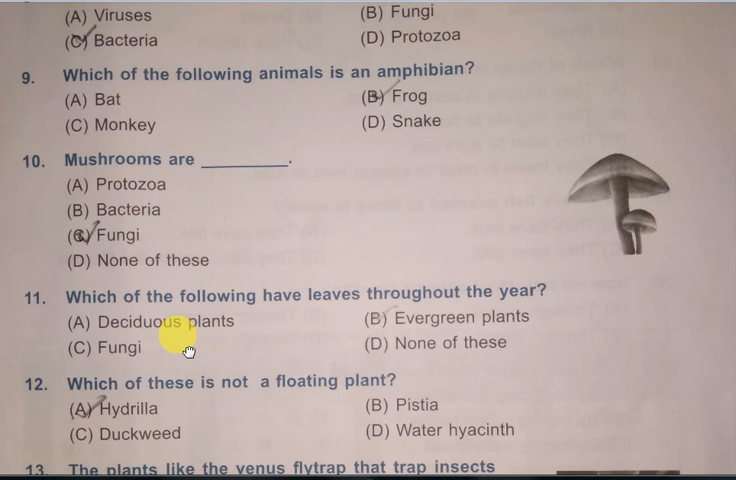 (A) Viruses (B) Fungi
(C) Bacteria (D) Protozoa
9. Which of the following animals is an amphibian?
(A) Bat (B) Frog
(C) Monkey (D) Snake
10. Mushrooms are _________.
(A) Protozoa
(B) Bacteria
(C) Fungi
(D) None of these
11. Which of the following have leaves throughout the year?
(A) Deciduous plants (B) Evergreen plants
(C) Fungi (D) None of these
12. Which of these is not a floating plant?
(A) Hydrilla (B) Pistia
(C) Duckweed (D) Water hyacinth
13. The plants like the venus flytrap that trap insects